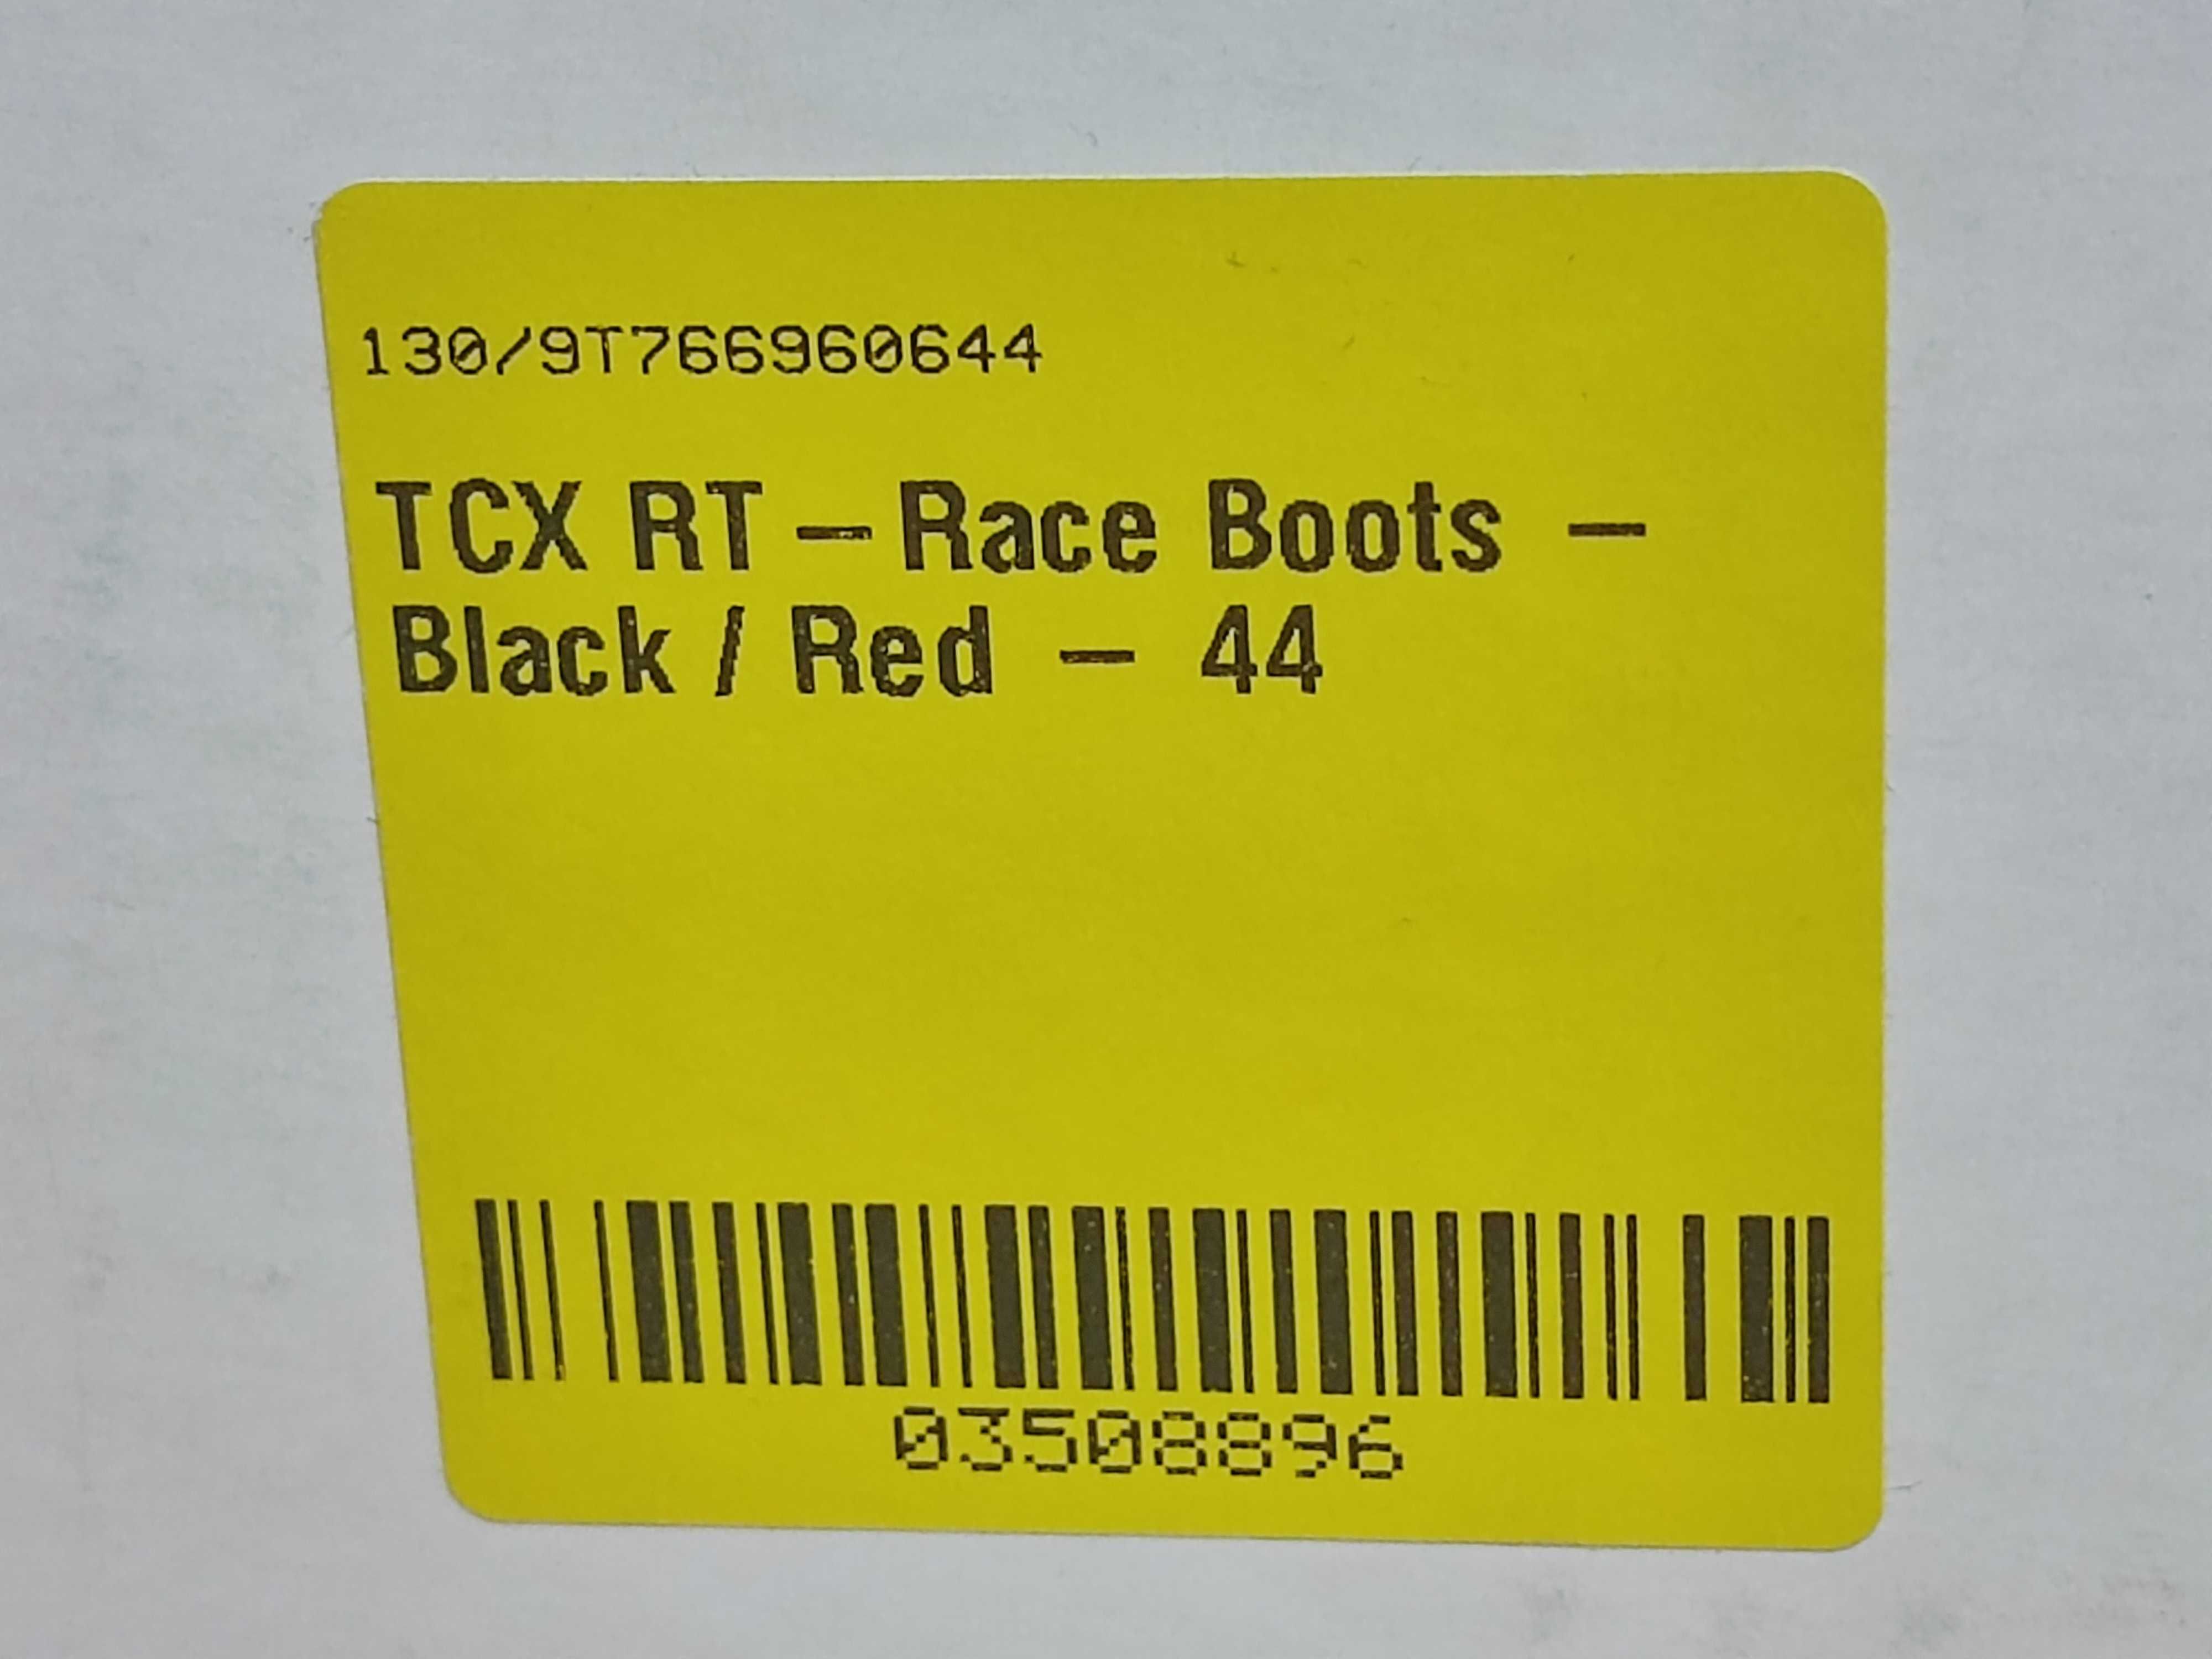 130/9T766960644
TCX RT – Race Boots –
Black / Red – 44
03508896